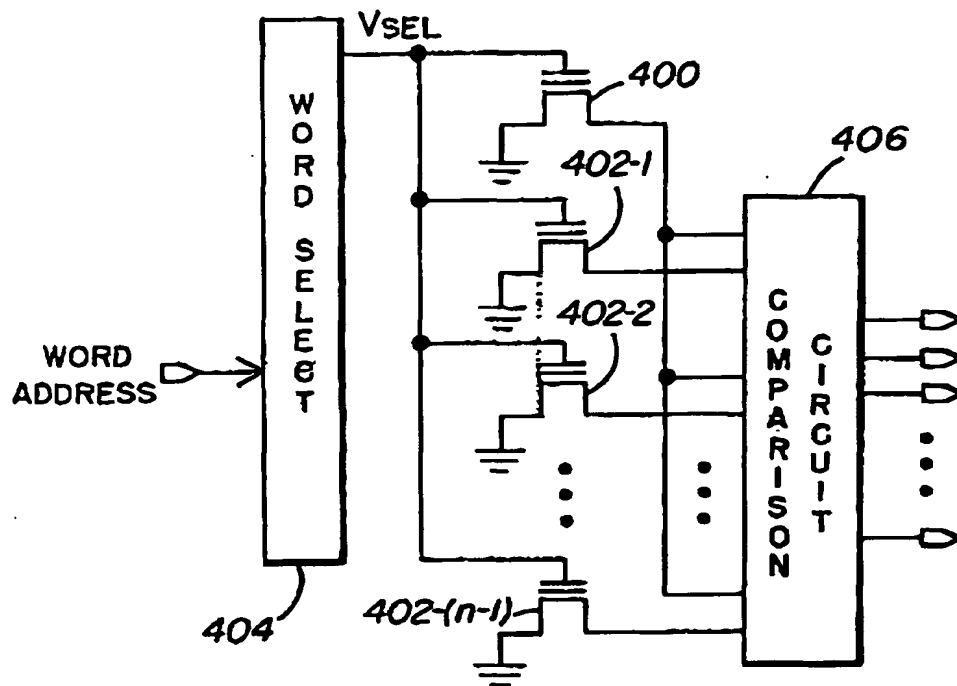 VSEL
400
WORD SELECT
402-1
406
402-2
WORD
ADDRESS
COMPARISON
CIRCUIT
402-(n-1)
404